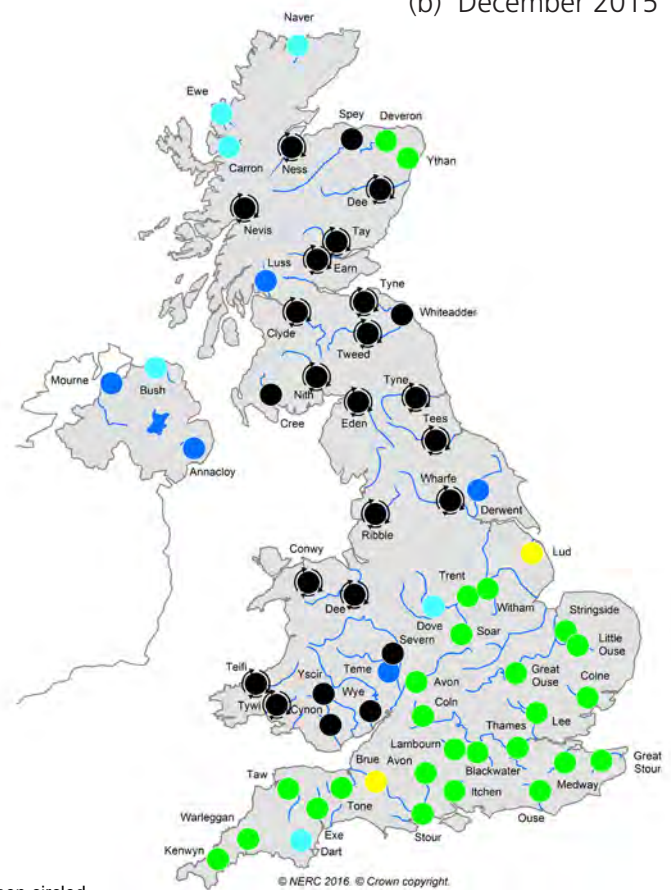 (b) December 2015
Naver
Ewe
Spey
Deveron
Carron
Ness
Ythan
Dee
Nevis
Tay
Luss
Earn
Tyne
Clyde
Whiteadder
Tweed
Mourne
Bush
Nith
Tyne
Cree
Eden
Tees
Annacloy
Wharfe
Derwent
Ribble
Lud
Conwy
Trent
Dee
Dove
Witham
Stringside
Soar
Little
Ouse
Severn
Teifi
Yscir
Teme
Avon
Great
Ouse
Colne
Tywi
Cynon
Wye
Coln
Thames
Lee
Lambourn
Great
Stour
Brue
Avon
Blackwater
Medway
Taw
Itchen
Tone
Ouse
Warleggan
Exe
Stour
Kenwyn
Dart
© NERC 2016. © Crown copyright.